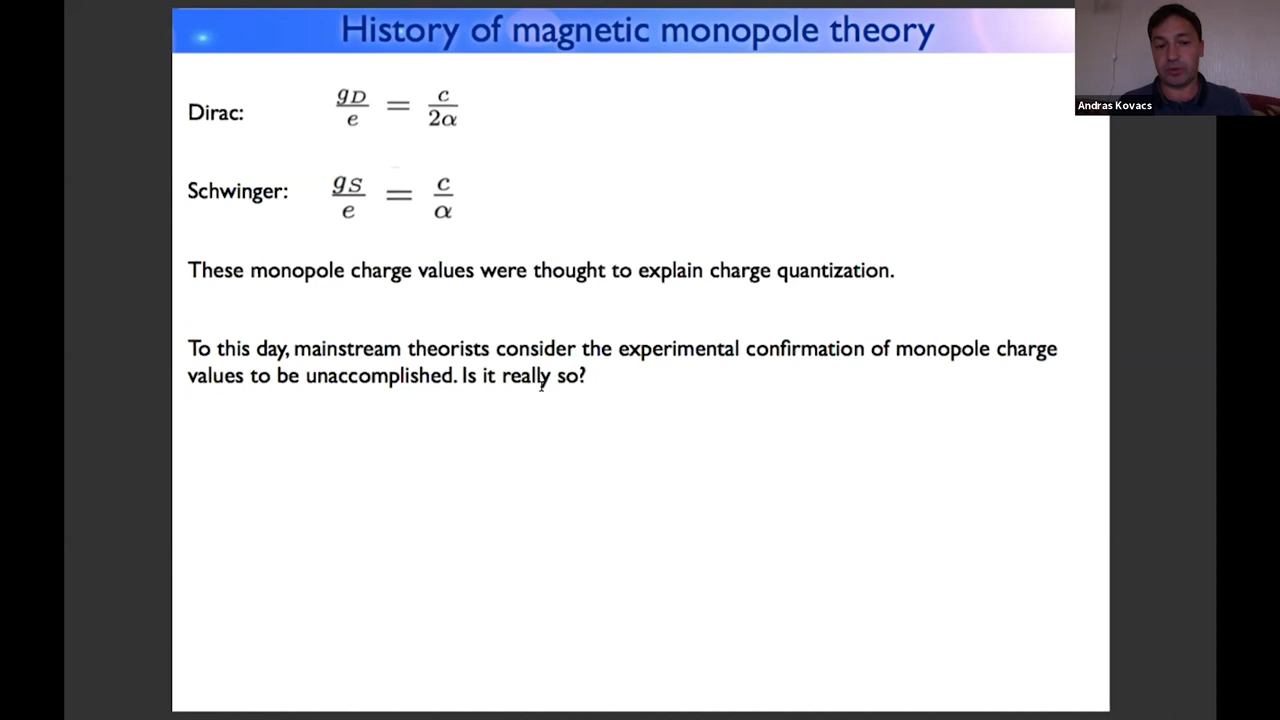 History of magnetic monopole theory
Andras Kovacs
Dirac: g_D/e = c/2α
Schwinger: g_S/e = c/α
These monopole charge values were thought to explain charge quantization.
To this day, mainstream theorists consider the experimental confirmation of monopole charge
values to be unaccomplished. Is it really so?